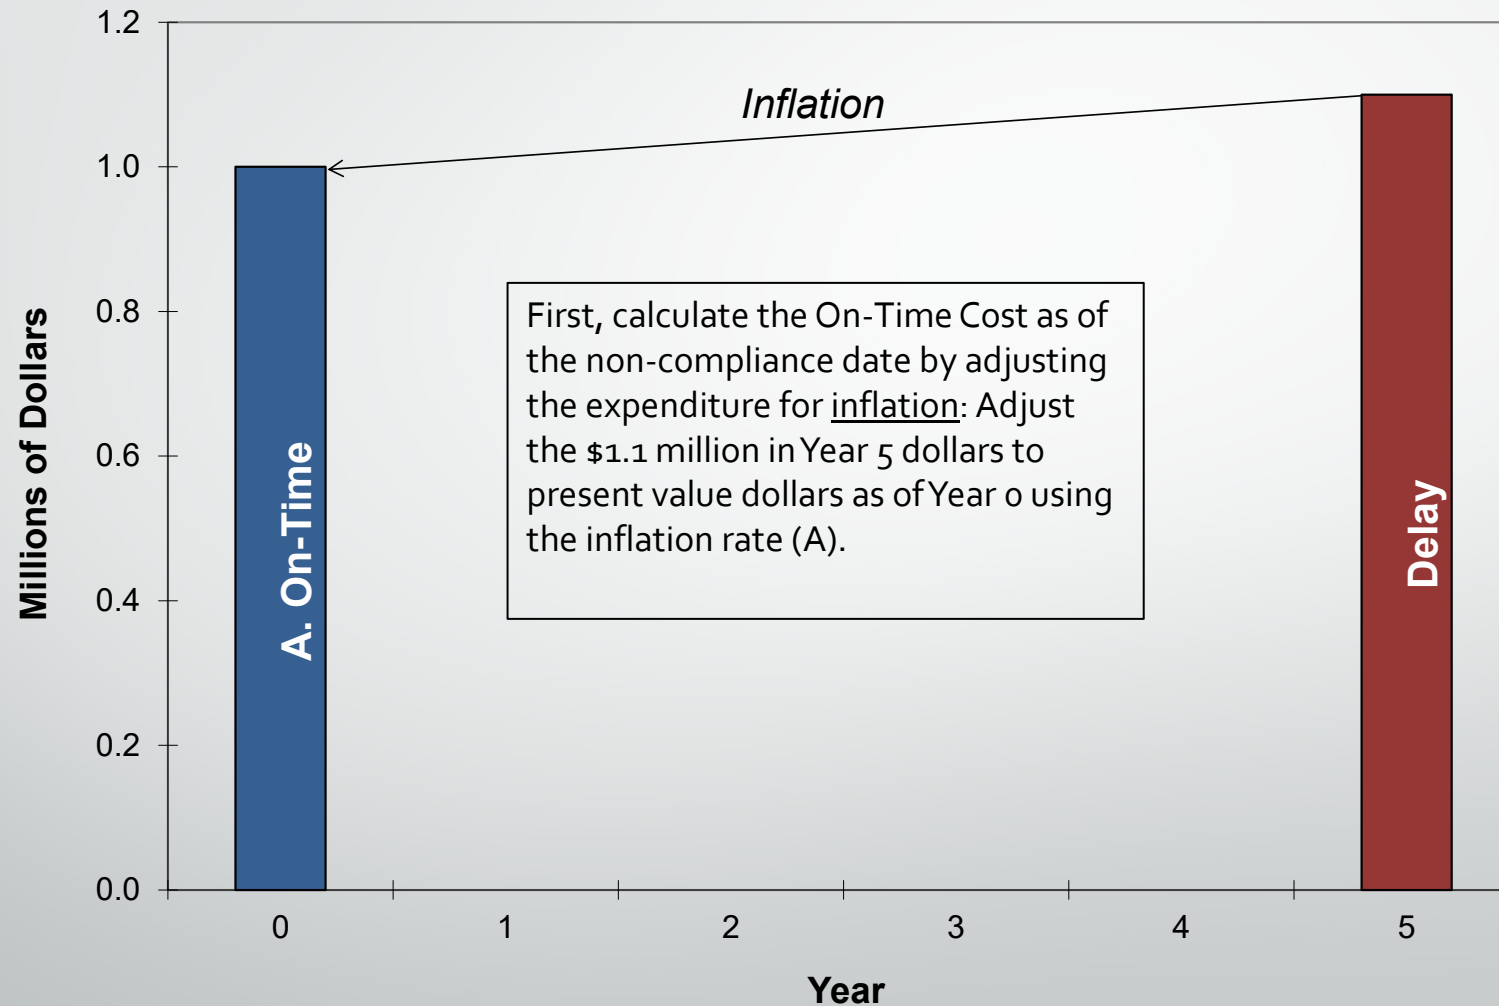 1.2
Inflation
1.0
0.8
0.6
0.4
0.2
0.0
Millions of Dollars
A. On-Time
First, calculate the On-Time Cost as of
the non-compliance date by adjusting
the expenditure for inflation: Adjust
the $1.1 million in Year 5 dollars to
present value dollars as of Year 0 using
the inflation rate (A).
Delay
0 1 2 3 4 5
Year